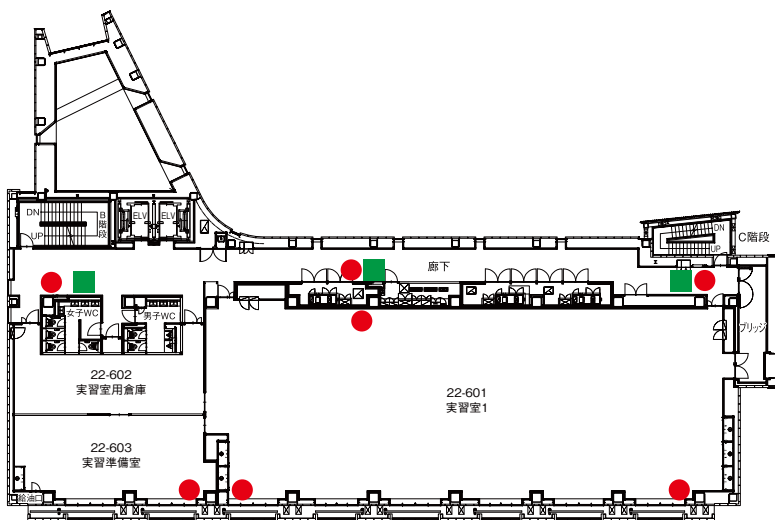 DN
B階段
UP
ELV
ELV
DN
UP
C階段
廊下
女子WC
男子WC
ブリッジ
22-602
実習室用倉庫
22-601
実習室1
22-603
実習準備室
給油口